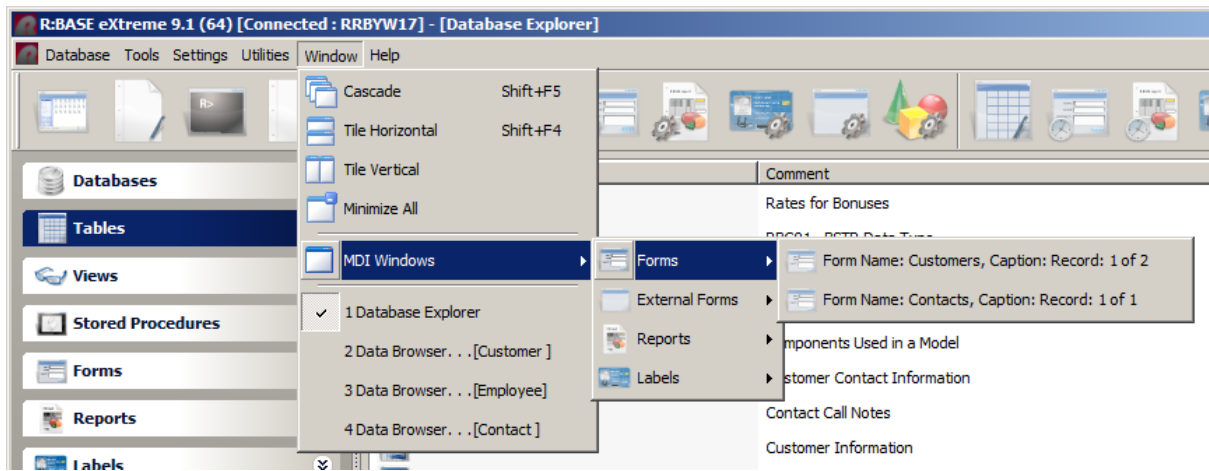 R:BASE eXtreme 9.1 (64) [Connected : RRBYW17] - [Database Explorer]
Database Tools Settings Utilities Window Help
R>
Cascade Shift+F5
Tile Horizontal Shift+F4
Tile Vertical
Minimize All
MDI Windows
1 Database Explorer
2 Data Browser. . .[Customer ]
3 Data Browser. . .[Employee]
4 Data Browser. . .[Contact ]
Forms
External Forms
Reports
Labels
Form Name: Customers, Caption: Record: 1 of 2
Form Name: Contacts, Caption: Record: 1 of 1
Databases
Tables
Views
Stored Procedures
Forms
Reports
Labels
Comment
Rates for Bonuses
Used in a Model
Contact Information
Contact Call Notes
Customer Information